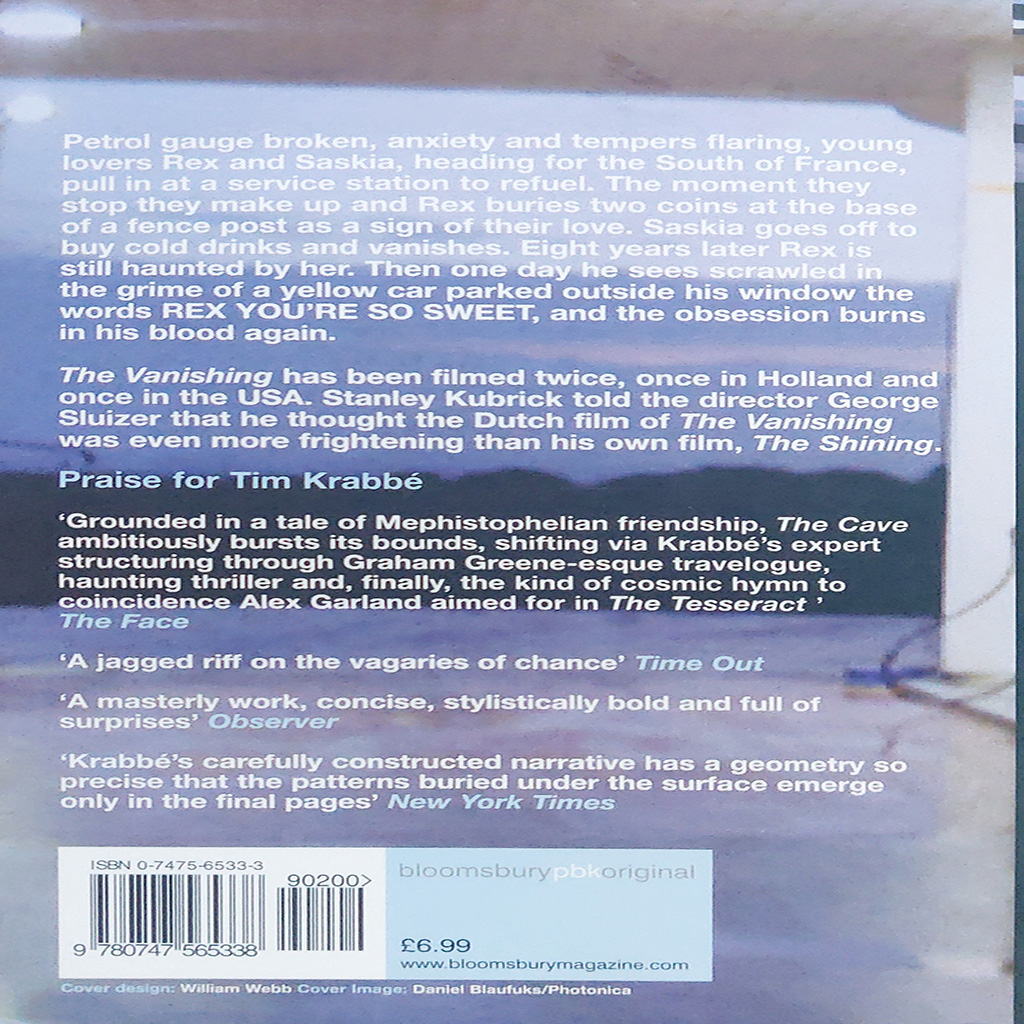 Petrol gauge broken, anxiety and tempers flaring, young
lovers Rex and Saskia, heading for the South of France,
pull in at a service station to refuel. The moment they
stop they make up and Rex buries two coins at the base
of a fence post as a sign of their love. Saskia goes off to
buy cold drinks and vanishes. Eight years later Rex is
still haunted by her. Then one day he sees scrawled in
the grime of a yellow car parked outside his window the
words REX YOU'RE SO SWEET, and the obsession burns
in his blood again.
The Vanishing has been filmed twice, once in Holland and
once in the USA. Stanley Kubrick told the director George
Sluizer that he thought the Dutch film of The Vanishing
was even more frightening than his own film, The Shining.
Praise for Tim Krabbé
'Grounded in a tale of Mephistophelian friendship, The Cave
ambitiously bursts its bounds, shifting via Krabbé's expert
structuring through Graham Greene-esque travelogue,
haunting thriller and, finally, the kind of cosmic hymn to
coincidence Alex Garland aimed for in The Tesseract '
The Face
'A jagged riff on the vagaries of chance' Time Out
'A masterly work, concise, stylistically bold and full of
surprises' Observer
'Krabbé's carefully constructed narrative has a geometry so
precise that the patterns buried under the surface emerge
only in the final pages' New York Times
ISBN 0-7475-6533-3
90200>
9 780747 565338
bloomsburypbkoriginal
£6.99
www.bloomsburymagazine.com
Cover design: William Webb Cover Image: Daniel Blaufuks/Photonica